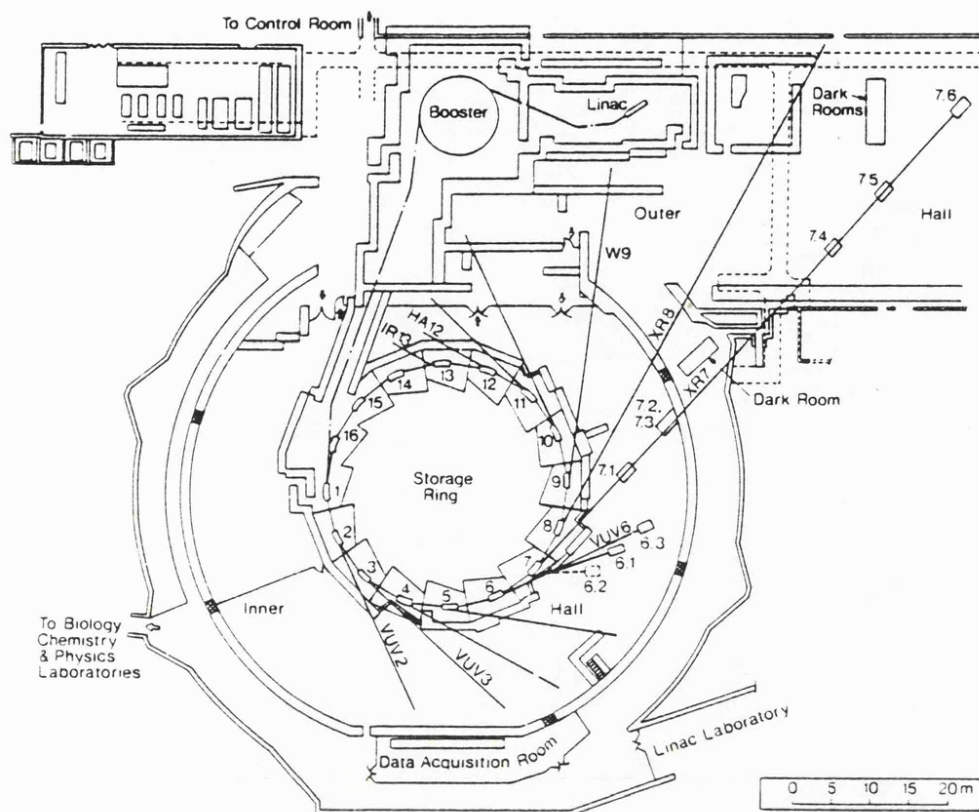 To Control Room
Booster
Linac
Dark
Rooms
7.6
7.5
7.4
Outer
Hall
W9
XR8
HA12
IR13
XR7
Dark Room
14
13
12
11
15
10
16
7.2,
7.3
7.1
Storage
Ring
9
1
8
2
VUV6
6.3
6.1
6.2
7
3
4
5
6
Inner
Hall
To Biology
Chemistry
& Physics
Laboratories
VUV2
VUV3
Linac Laboratory
Data Acquisition Room
0 5 10 15 20m